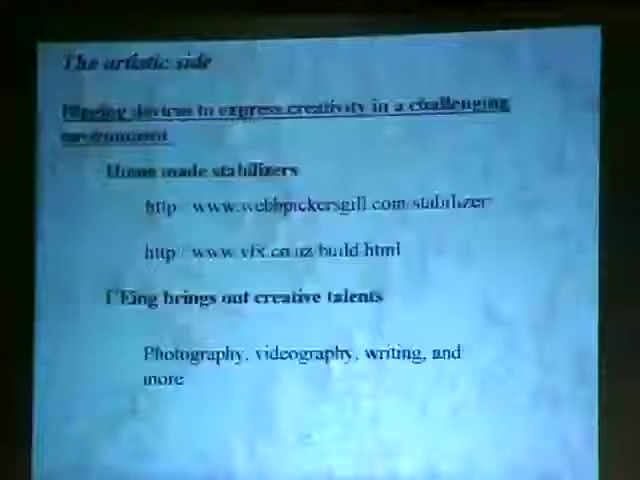 The artistic side
devices to express creativity in a challenging
environment
Home made stabilizers
http www.webbpickersgill.com/stabilizer
http www.vfx.co.nz/build.html
UEing brings out creative talents
Photography, videography, writing, and
more